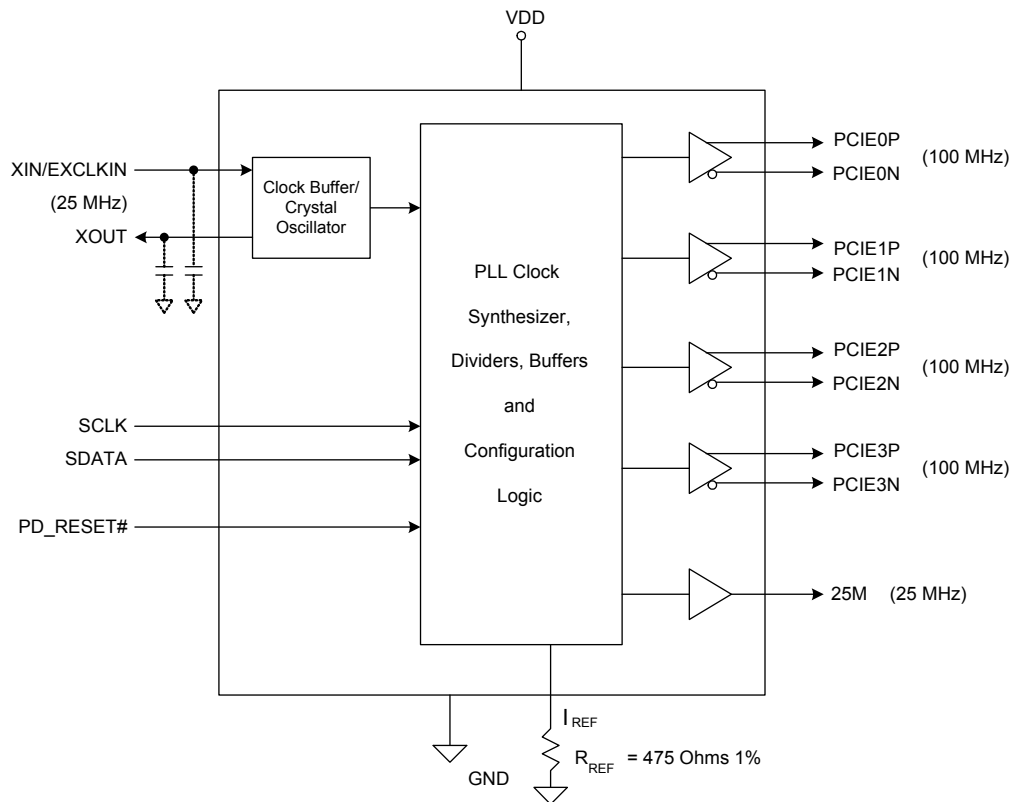 VDD
XIN/EXCLKIN
(25 MHz)
XOUT
Clock Buffer/
Crystal
Oscillator
SCLK
SDATA
PD_RESET#
PLL Clock
Synthesizer,
Dividers, Buffers
and
Configuration
Logic
PCIE0P
PCIE0N
(100 MHz)
PCIE1P
PCIE1N
(100 MHz)
PCIE2P
PCIE2N
(100 MHz)
PCIE3P
PCIE3N
(100 MHz)
25M (25 MHz)
GND
I REF
R REF = 475 Ohms 1%